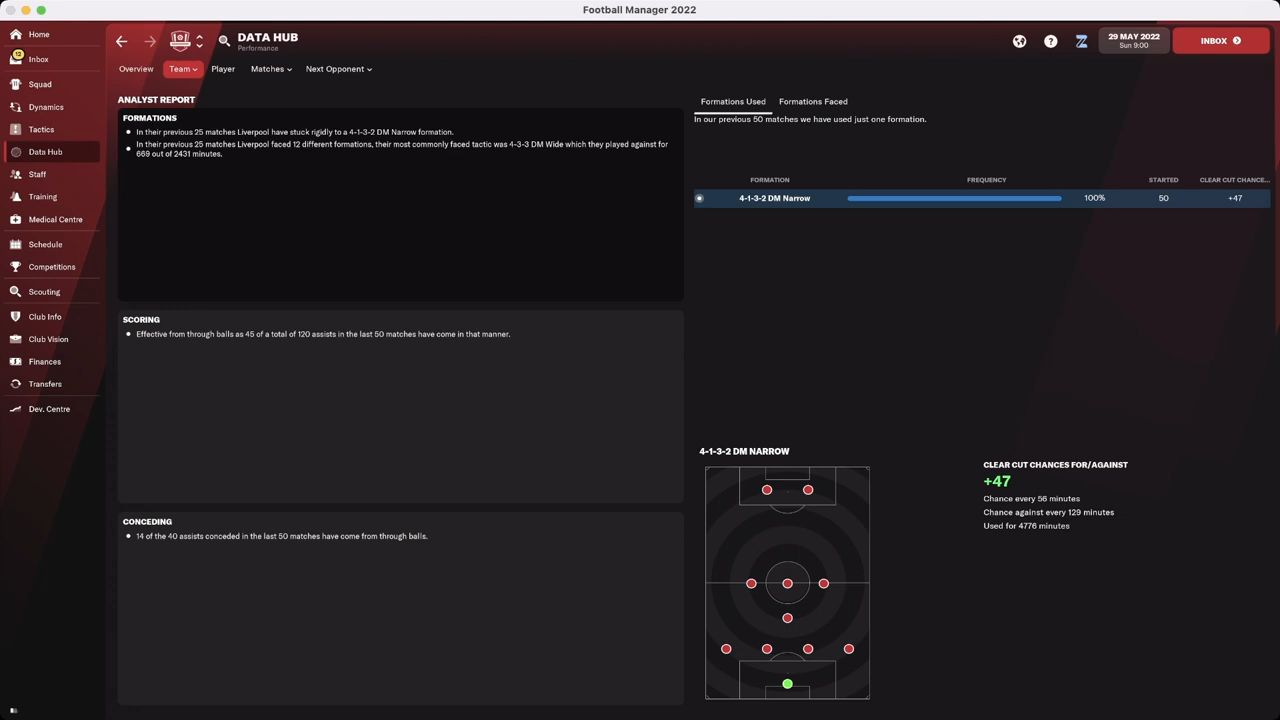 Football Manager 2022
Home
12
Inbox
Squad
Dynamics
Tactics
Data Hub
Staff
Training
Medical Centre
Schedule
Competitions
Scouting
Club Info
Club Vision
Finances
Transfers
Dev. Centre
DATA HUB
Performance
?
29 MAY 2022
Sun 9:00
INBOX
Overview
Team
Player
Matches
Next Opponent
ANALYST REPORT
FORMATIONS
In their previous 25 matches Liverpool have stuck rigidly to a 4-1-3-2 DM Narrow formation.
In their previous 25 matches Liverpool faced 12 different formations, their most commonly faced tactic was 4-3-3 DM Wide which they played against for
669 out of 2431 minutes.
SCORING
Effective from through balls as 45 of a total of 120 assists in the last 50 matches have come in that manner.
CONCEDING
14 of the 40 assists conceded in the last 50 matches have come from through balls.
Formations Used
Formations Faced
In our previous 50 matches we have used just one formation.
FORMATION
FREQUENCY
STARTED
CLEAR CUT CHANCE...
4-1-3-2 DM Narrow
100%
50
+47
4-1-3-2 DM NARROW
CLEAR CUT CHANCES FOR/AGAINST
+47
Chance every 56 minutes
Chance against every 129 minutes
Used for 4776 minutes